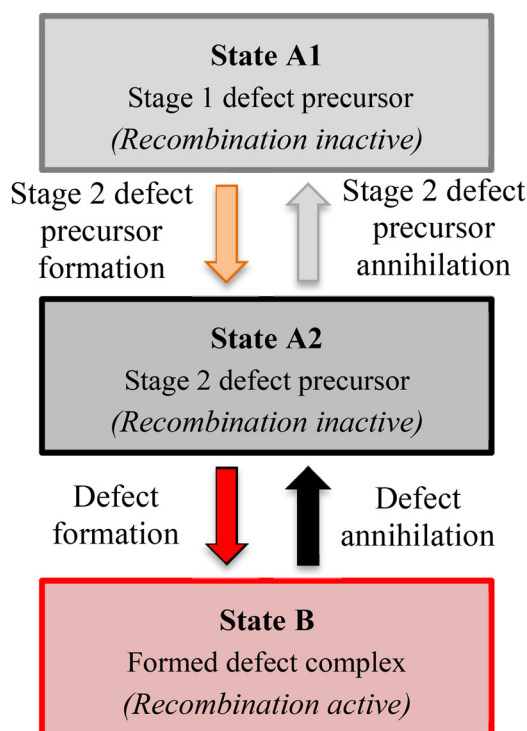 State A1
Stage 1 defect precursor
(Recombination inactive)
Stage 2 defect
precursor
formation
Stage 2 defect
precursor
annihilation
State A2
Stage 2 defect precursor
(Recombination inactive)
Defect
formation
Defect
annihilation
State B
Formed defect complex
(Recombination active)